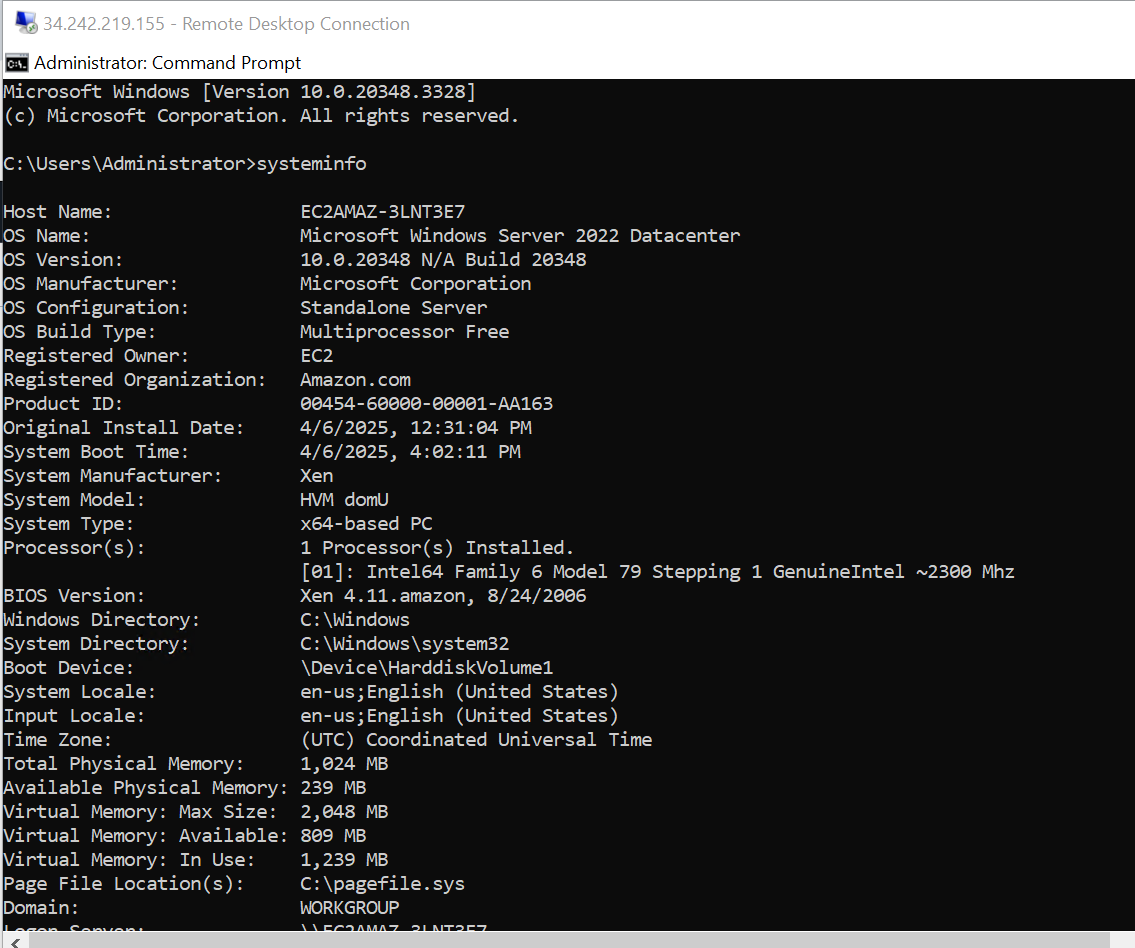 34.242.219.155 - Remote Desktop Connection
Administrator: Command Prompt
Microsoft Windows [Version 10.0.20348.3328]
(c) Microsoft Corporation. All rights reserved.
C:\Users\Administrator>systeminfo
Host Name: EC2AMAZ-3LNT3E7
OS Name: Microsoft Windows Server 2022 Datacenter
OS Version: 10.0.20348 N/A Build 20348
OS Manufacturer: Microsoft Corporation
OS Configuration: Standalone Server
OS Build Type: Multiprocessor Free
Registered Owner: EC2
Registered Organization: Amazon.com
Product ID: 00454-60000-00001-AA163
Original Install Date: 4/6/2025, 12:31:04 PM
System Boot Time: 4/6/2025, 4:02:11 PM
System Manufacturer: Xen
System Model: HVM domU
System Type: x64-based PC
Processor(s): 1 Processor(s) Installed.
[01]: Intel64 Family 6 Model 79 Stepping 1 GenuineIntel ~2300 Mhz
BIOS Version: Xen 4.11.amazon, 8/24/2006
Windows Directory: C:\Windows
System Directory: C:\Windows\system32
Boot Device: \Device\HarddiskVolume1
System Locale: en-us;English (United States)
Input Locale: en-us;English (United States)
Time Zone: (UTC) Coordinated Universal Time
Total Physical Memory: 1,024 MB
Available Physical Memory: 239 MB
Virtual Memory: Max Size: 2,048 MB
Virtual Memory: Available: 809 MB
Virtual Memory: In Use: 1,239 MB
Page File Location(s): C:\pagefile.sys
Domain: WORKGROUP
Logon Server: \\EC2AMAZ-3LNT3E7